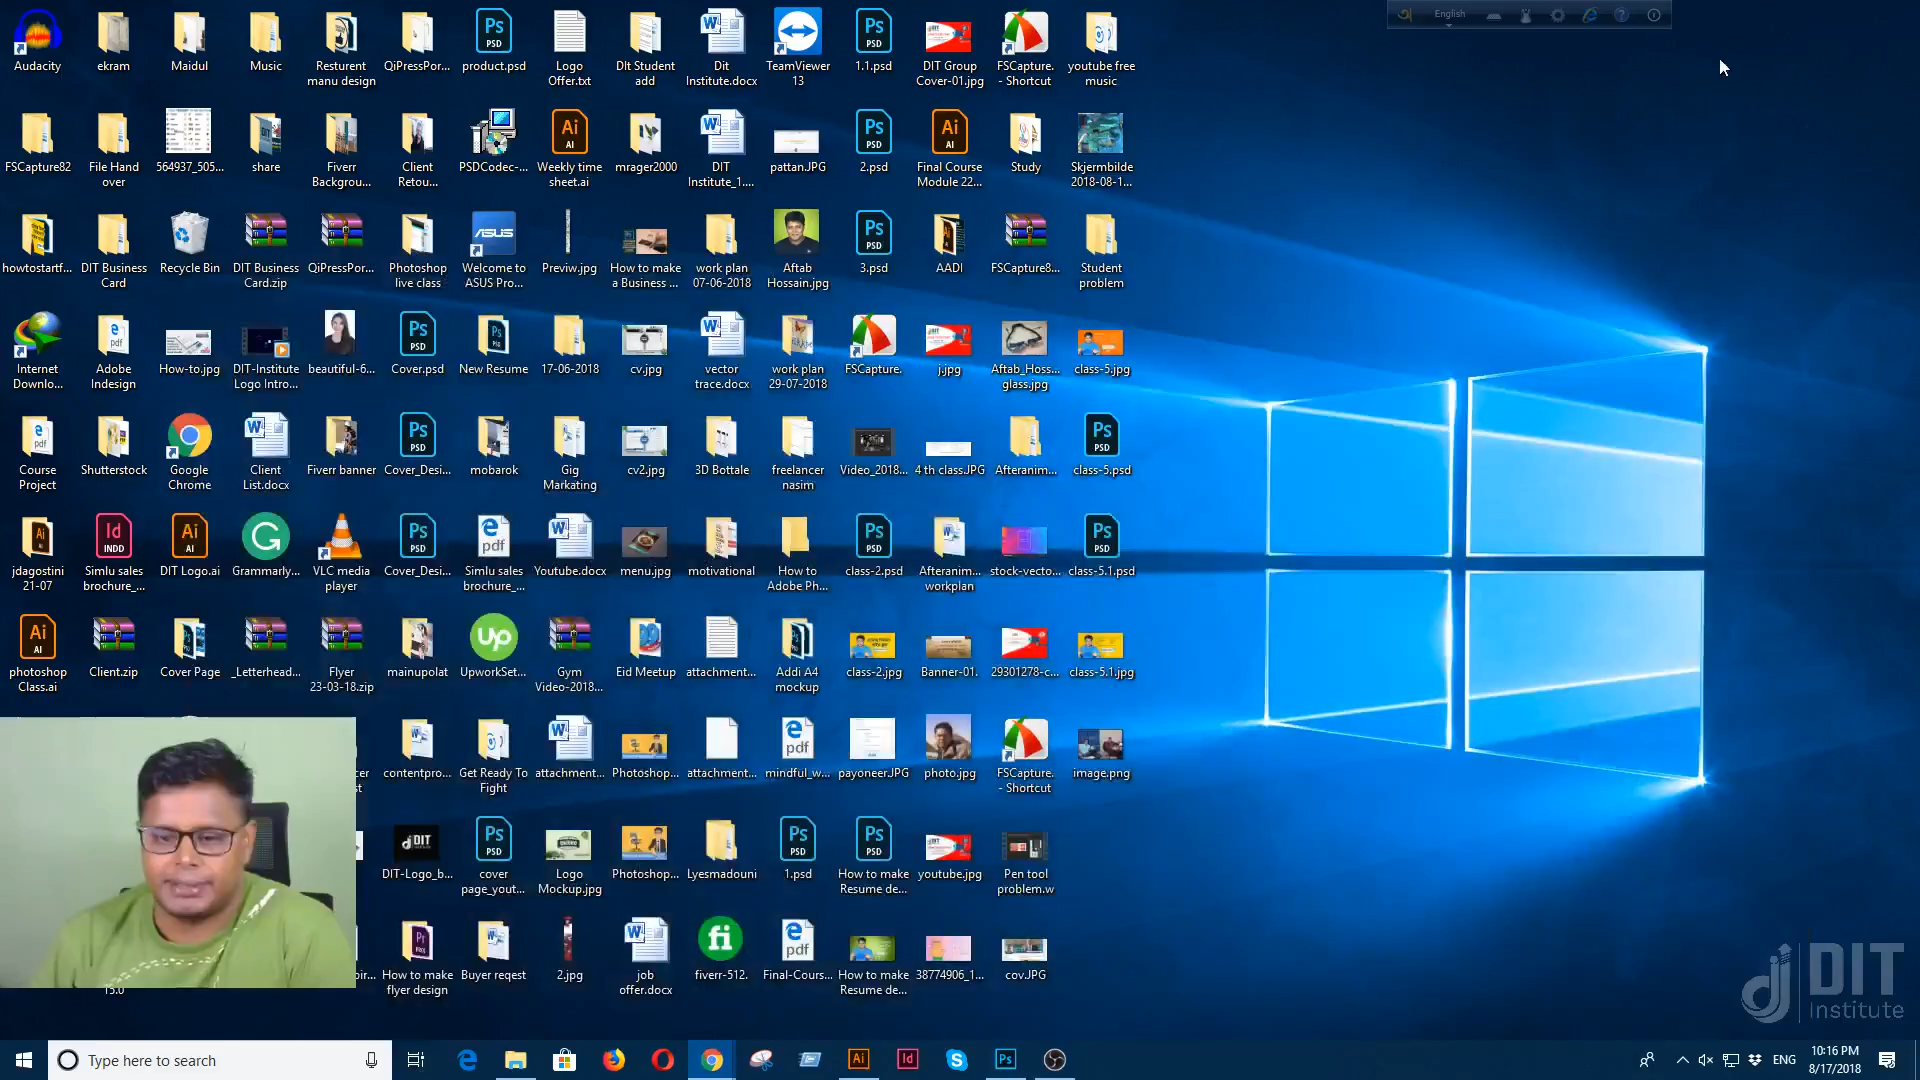 English
Audacity
ekram
Maidul
Music
Resturent
manu design
QiPressPor...
product.psd
Logo
Offer.txt
DIt Student
add
Dit
Institute.docx
TeamViewer
13
1.1.psd
DIT Group
Cover-01.jpg
FSCapture.
- Shortcut
youtube free
music
FSCapture82
File Hand
over
564937_505...
share
Fiverr
Backgrou...
Client
Retou...
PSDCodec-...
Weekly time
sheet.ai
mrager2000
DIT
Institute_1....
pattan.JPG
2.psd
Final Course
Module 22...
Study
Skjermbilde
2018-08-1...
howtostartf...
DIT Business
Card
Recycle Bin
DIT Business
Card.zip
QiPressPor...
Photoshop
live class
Welcome to
ASUS Pro...
Previw.jpg
How to make
a Business ...
work plan
07-06-2018
Aftab
Hossain.jpg
3.psd
AADI
FSCapture8...
Student
problem
Internet
Downlo...
Adobe
Indesign
How-to.jpg
DIT-Institute
Logo Intro...
beautiful-6...
Cover.psd
New Resume
17-06-2018
cv.jpg
vector
trace.docx
work plan
29-07-2018
FSCapture.
j.jpg
Aftab_Hoss...
glass.jpg
class-5.jpg
Course
Project
Shutterstock
Google
Chrome
Client
List.docx
Fiverr banner
Cover_Desi...
mobarok
Gig
Markating
cv2.jpg
3D Bottale
freelancer
nasim
Video_2018...
4 th class.JPG
Afteranim...
class-5.psd
jdagostini
21-07
Simlu sales
brochure_...
DIT Logo.ai
Grammarly...
VLC media
player
Cover_Desi...
Simlu sales
brochure_...
Youtube.docx
menu.jpg
motivational
How to
Adobe Ph...
class-2.psd
Afteranim...
workplan
stock-vecto...
class-5.1.psd
photoshop
Class.ai
Client.zip
Cover Page
_Letterhead...
Flyer
23-03-18.zip
mainupolat
UpworkSet...
Gym
Video-2018...
Eid Meetup
attachment...
Addi A4
mockup
class-2.jpg
Banner-01.
29301278-c...
class-5.1.jpg
contentpro...
Get Ready To
Fight
attachment...
Photoshop...
attachment...
mindful_w...
payoneer.JPG
photo.jpg
FSCapture.
- Shortcut
image.png
DIT-Logo_b...
cover
page_yout...
Logo
Mockup.jpg
Photoshop...
Lyesmadouni
1.psd
How to make
Resume de...
youtube.jpg
Pen tool
problem.w
15.0
How to make
flyer design
Buyer reqest
2.jpg
job
offer.docx
fiverr-512.
Final-Cours...
How to make
Resume de...
38774906_1...
cov.JPG
DIT
Institute
Type here to search
ENG
10:16 PM
8/17/2018